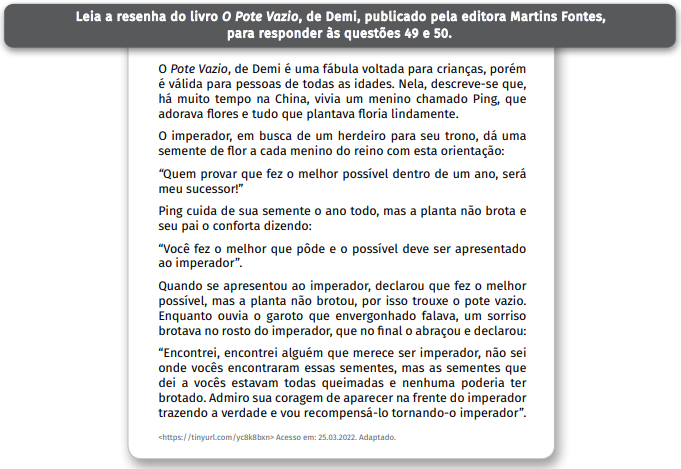 Leia a resenha do livro O Pote Vazio, de Demi, publicado pela editora Martins Fontes,
para responder às questões 49 e 50.
O Pote Vazio, de Demi é uma fábula voltada para crianças, porém
é válida para pessoas de todas as idades. Nela, descreve-se que,
há muito tempo na China, vivia um menino chamado Ping, que
adorava flores e tudo que plantava floria lindamente.
O imperador, em busca de um herdeiro para seu trono, dá uma
semente de flor a cada menino do reino com esta orientação:
“Quem provar que fez o melhor possível dentro de um ano, será
meu sucessor!”
Ping cuida de sua semente o ano todo, mas a planta não brota e
seu pai o conforta dizendo:
“Você fez o melhor que pôde e o possível deve ser apresentado
ao imperador”.
Quando se apresentou ao imperador, declarou que fez o melhor
possível, mas a planta não brotou, por isso trouxe o pote vazio.
Enquanto ouvia o garoto que envergonhado falava, um sorriso
brotava no rosto do imperador, que no final o abraçou e declarou:
“Encontrei, encontrei alguém que merece ser imperador, não sei
onde vocês encontraram essas sementes, mas as sementes que
dei a vocês estavam todas queimadas e nenhuma poderia ter
brotado. Admiro sua coragem de aparecer na frente do imperador
trazendo a verdade e vou recompensá-lo tornando-o imperador”.
<https://tinyurl.com/yc8k8bxn> Acesso em: 25.03.2022. Adaptado.